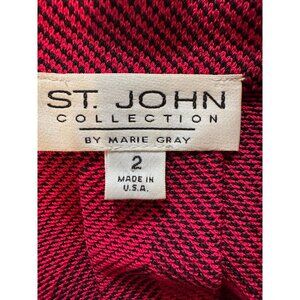 ST. JOHN
COLLECTION
BY MARIE GRAY
2
MADE IN
U.S.A.